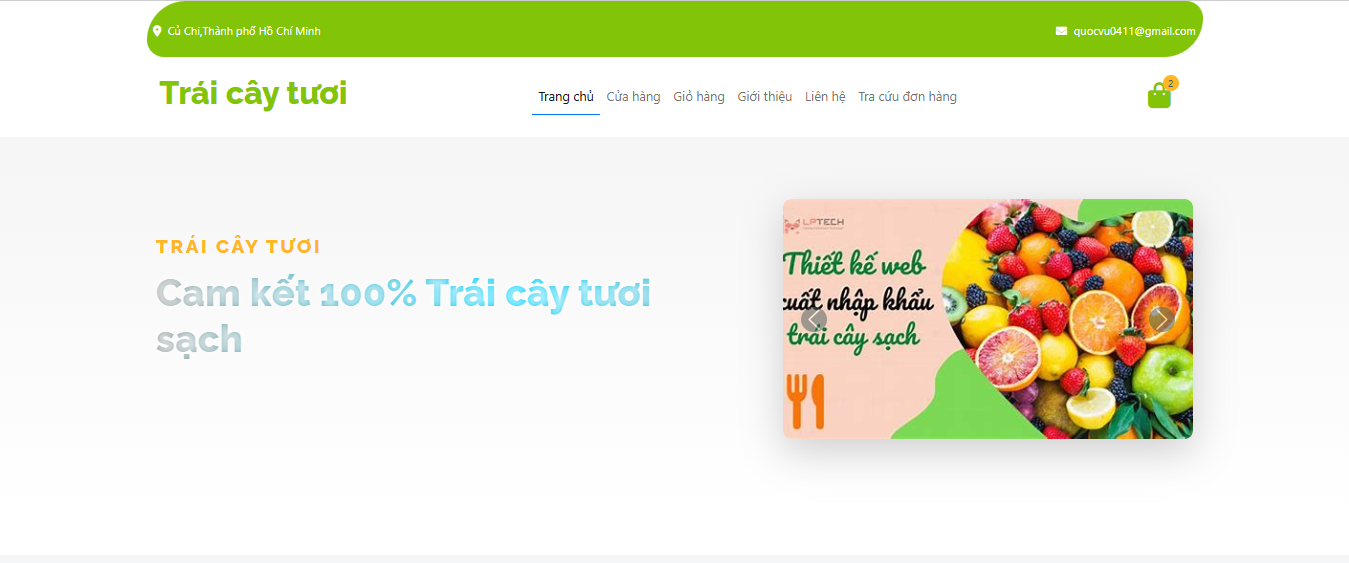 Củ Chi,Thành phố Hồ Chí Minh
quocvu0411@gmail.com
Trái cây tươi
Trang chủ
Cửa hàng
Giỏ hàng
Giới thiệu
Liên hệ
Tra cứu đơn hàng
2
TRÁI CÂY TƯƠI
Cam kết 100% Trái cây tươi
sạch
LPTECH
Thiết kế web
cuất nhập khẩu
trái cây sạch